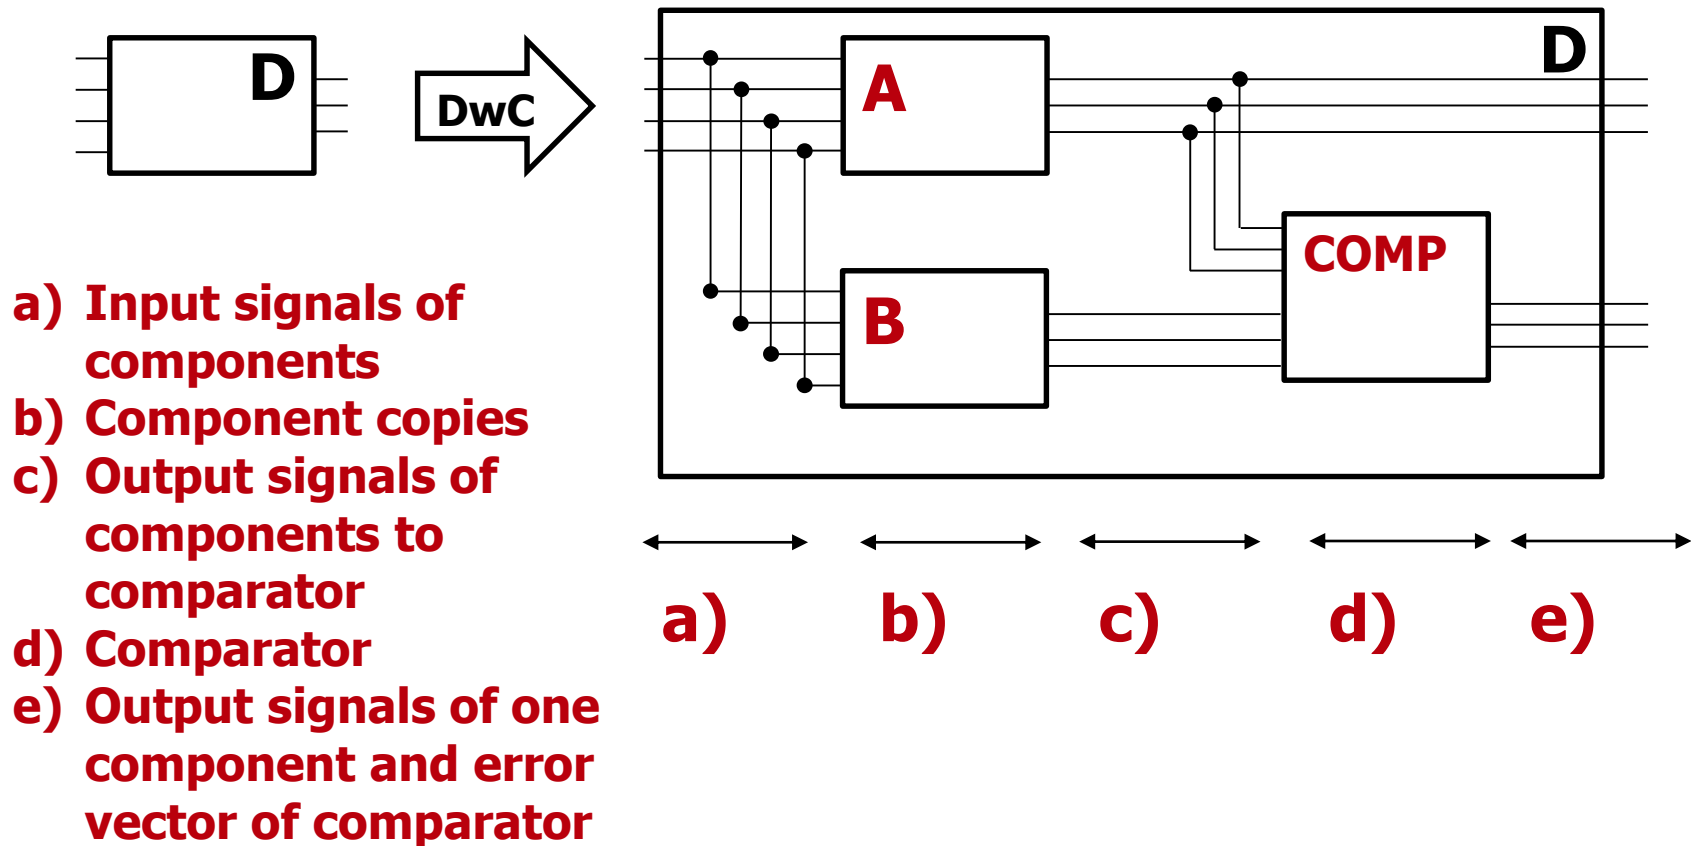 D
DwC
D
A
B
COMP
a) Input signals of
components
b) Component copies
c) Output signals of
components to
comparator
d) Comparator
e) Output signals of one
component and error
vector of comparator
a) b) c) d) e)